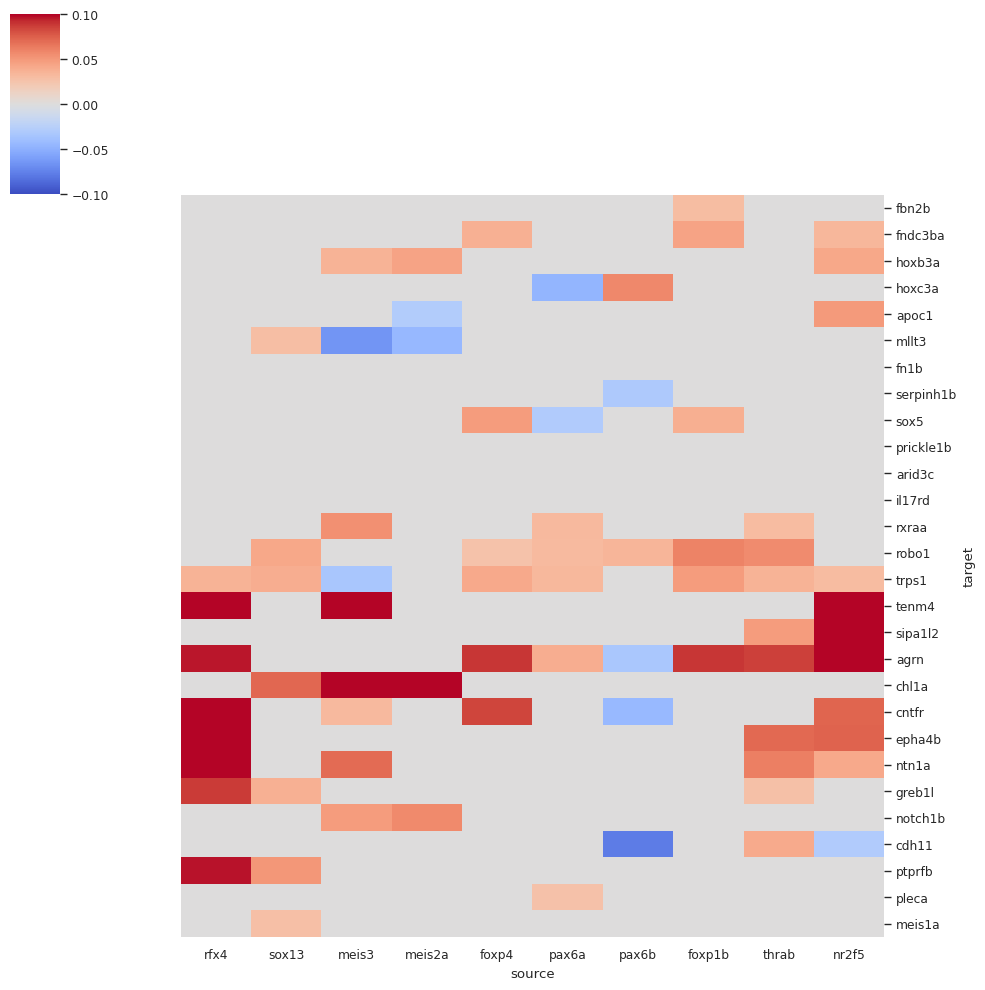 0.10
0.05
0.00
−0.05
−0.10
fbn2b
fndc3ba
hoxb3a
hoxc3a
apoc1
mllt3
fn1b
serpinh1b
sox5
prickle1b
arid3c
il17rd
rxraa
robo1
trps1
tenm4
sipa1l2
agrn
chl1a
cntfr
epha4b
ntn1a
greb1l
notch1b
cdh11
ptprfb
pleca
meis1a
target
rfx4 sox13 meis3 meis2a foxp4 pax6a pax6b foxp1b thrab nr2f5
source